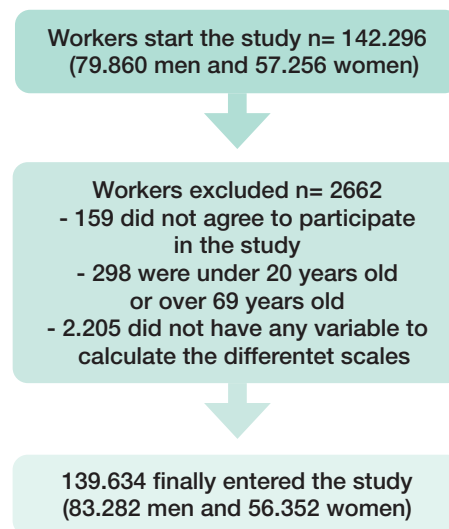 Workers start the study n= 142.296
(79.860 men and 57.256 women)
Workers excluded n= 2662
- 159 did not agree to participate
in the study
- 298 were under 20 years old
or over 69 years old
- 2.205 did not have any variable to
calculate the differentet scales
139.634 finally entered the study
(83.282 men and 56.352 women)